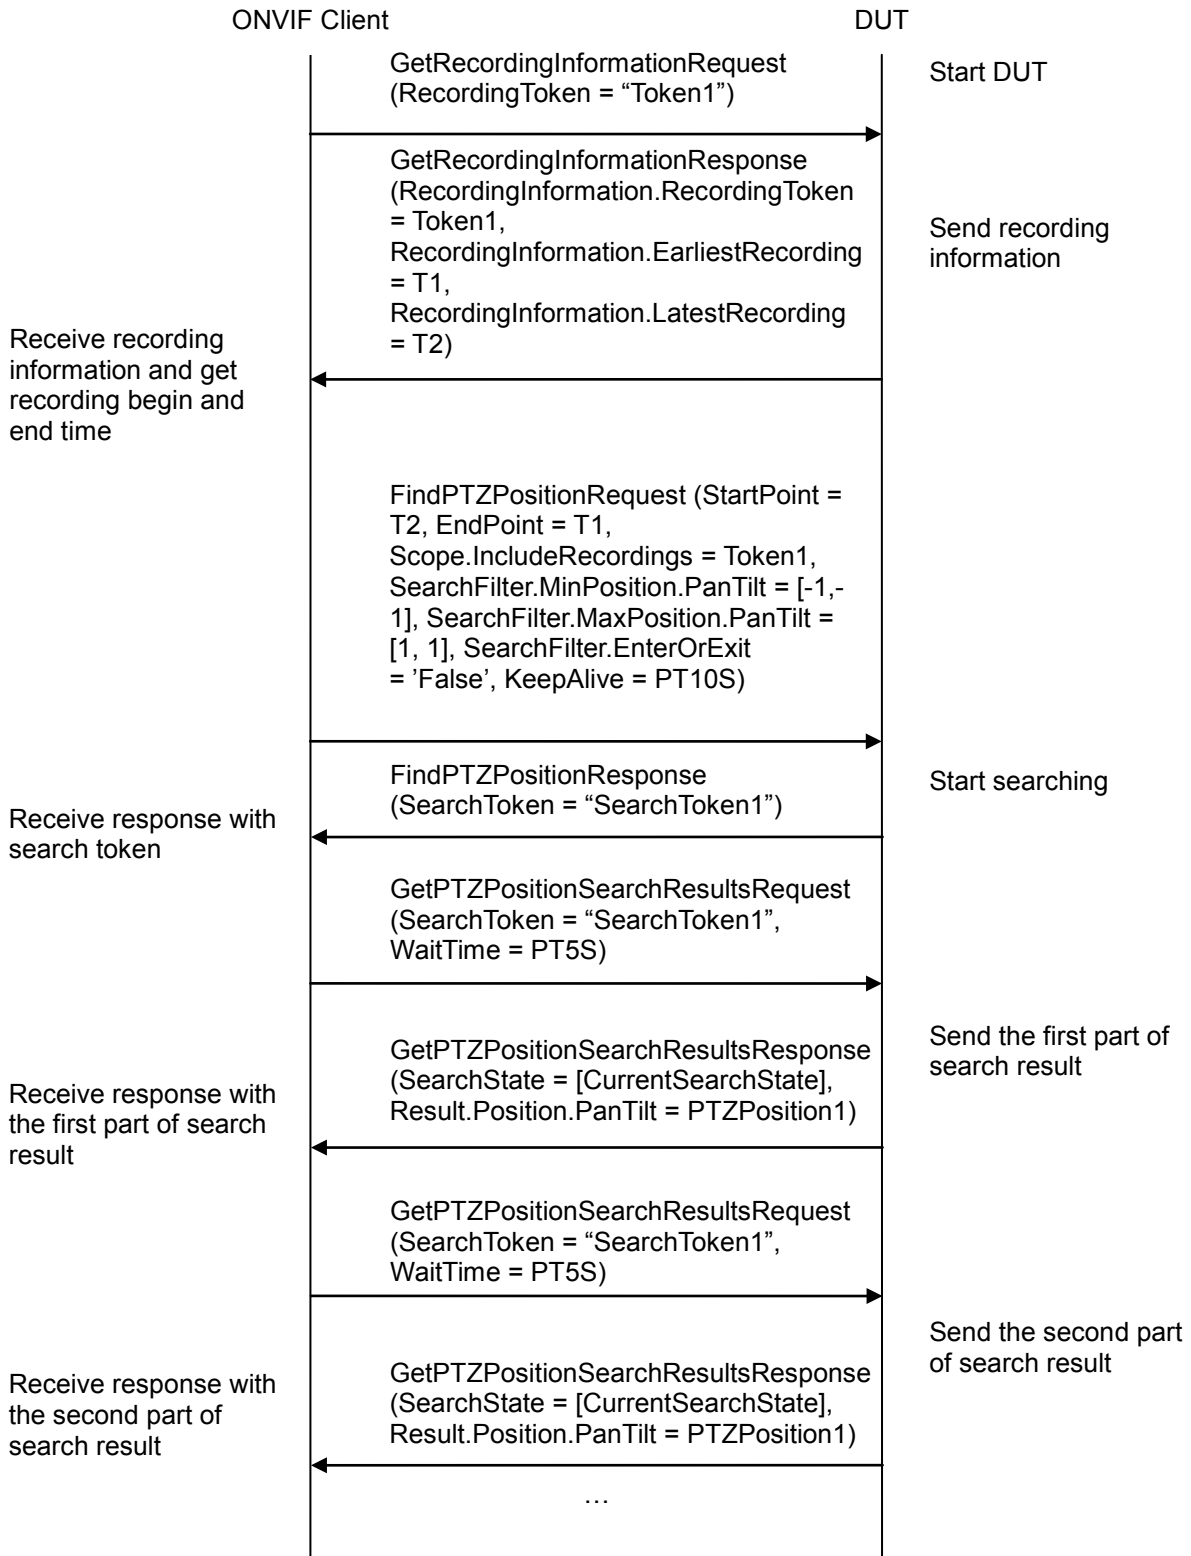 ONVIF Client
DUT
GetRecordingInformationRequest
(RecordingToken = “Token1”)
Start DUT
GetRecordingInformationResponse
(RecordingInformation.RecordingToken
= Token1,
RecordingInformation.EarliestRecording
= T1,
RecordingInformation.LatestRecording
= T2)
Send recording
information
Receive recording
information and get
recording begin and
end time
FindPTZPositionRequest (StartPoint =
T2, EndPoint = T1,
Scope.IncludeRecordings = Token1,
SearchFilter.MinPosition.PanTilt = [-1,-
1], SearchFilter.MaxPosition.PanTilt =
[1, 1], SearchFilter.EnterOrExit
= ’False', KeepAlive = PT10S)
FindPTZPositionResponse
(SearchToken = “SearchToken1”)
Start searching
Receive response with
search token
GetPTZPositionSearchResultsRequest
(SearchToken = “SearchToken1”,
WaitTime = PT5S)
GetPTZPositionSearchResultsResponse
(SearchState = [CurrentSearchState],
Result.Position.PanTilt = PTZPosition1)
Send the first part of
search result
Receive response with
the first part of search
result
GetPTZPositionSearchResultsRequest
(SearchToken = “SearchToken1”,
WaitTime = PT5S)
Send the second part
of search result
GetPTZPositionSearchResultsResponse
(SearchState = [CurrentSearchState],
Result.Position.PanTilt = PTZPosition1)
Receive response with
the second part of
search result
…